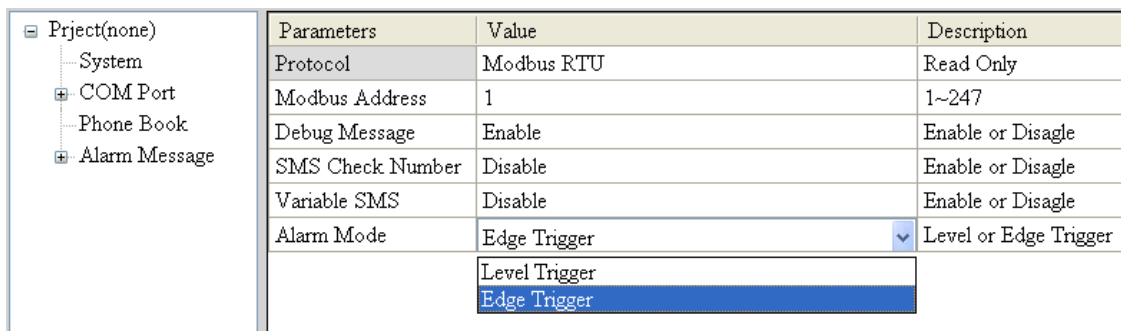 Prject(none)
System
COM Port
Phone Book
Alarm Message
Parameters Value Description
Protocol Modbus RTU Read Only
Modbus Address 1 1~247
Debug Message Enable Enable or Disagle
SMS Check Number Disable Enable or Disagle
Variable SMS Disable Enable or Disagle
Alarm Mode Edge Trigger Level or Edge Trigger
Level Trigger
Edge Trigger